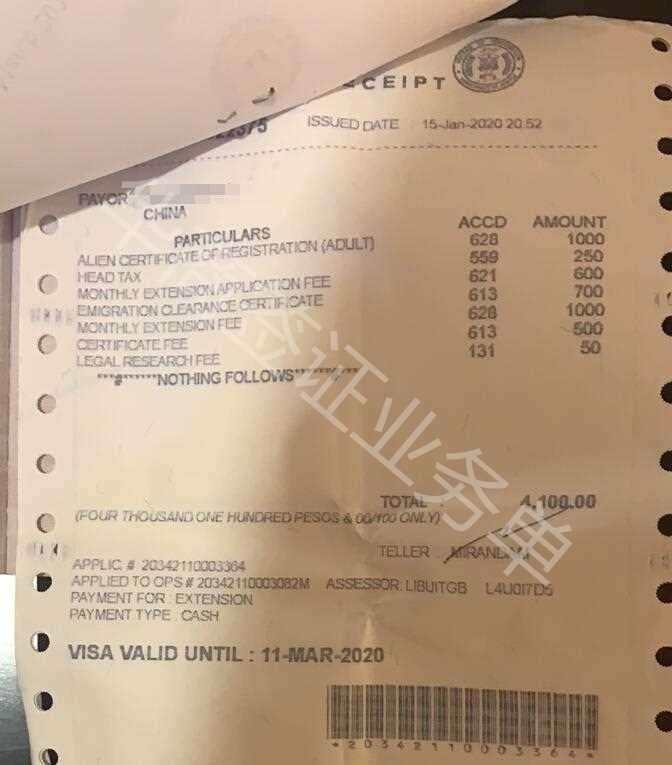 CEIPT
ISSUED DATE : 15-Jan-2020 20:52
PAYOR
CHINA
PARTICULARS ACCD AMOUNT
ALIEN CERTIFICATE OF REGISTRATION (ADULT) 628 1000
HEAD TAX 559 250
MONTHLY EXTENSION APPLICATION FEE 621 600
EMIGRATION CLEARANCE CERTIFICATE 613 700
MONTHLY EXTENSION FEE 628 1000
CERTIFICATE FEE 613 500
LEGAL RESEARCH FEE 131 50
NOTHING FOLLOWS
TOTAL : 4,100.00
(FOUR THOUSAND ONE HUNDRED PESOS & 00/100 ONLY)
TELLER :
APPLIC # 20342110003364
APPLIED TO OPS # 20342110003082M ASSESSOR: LIBUITGB L4U0I7D5
PAYMENT FOR : EXTENSION
PAYMENT TYPE : CASH
VISA VALID UNTIL : 11-MAR-2020
*20342110003364*
签证业务单